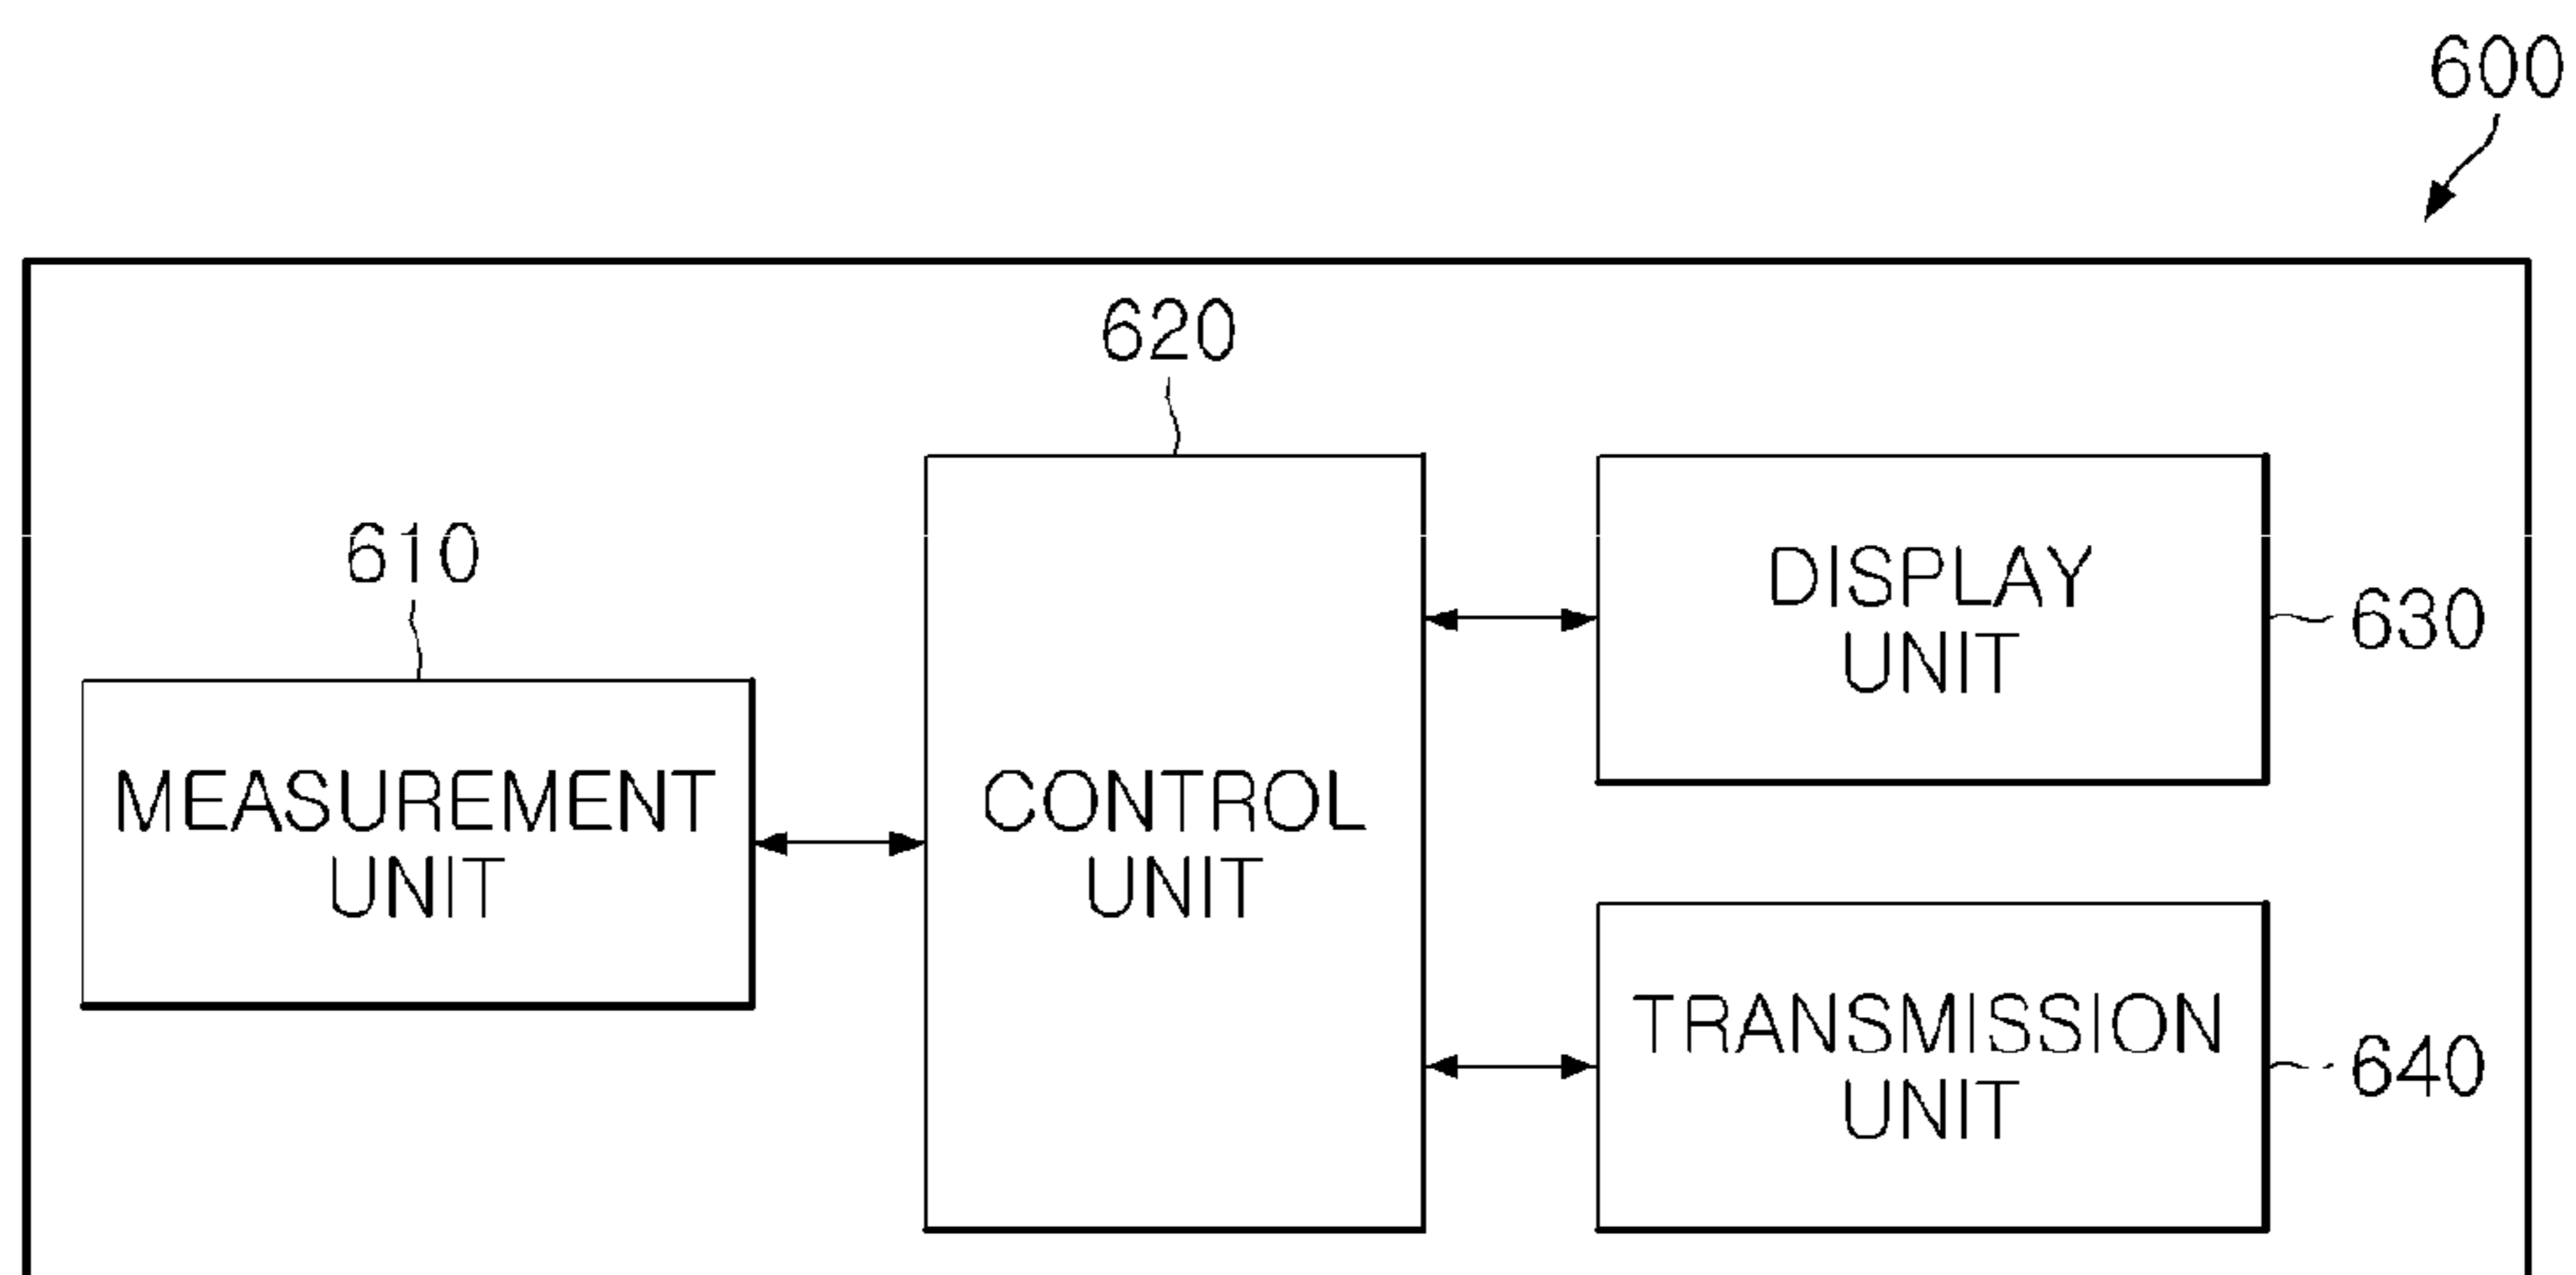 600
620
610
DISPLAY
UNIT
630
MEASUREMENT
UNIT
CONTROL
UNIT
TRANSMISSION
UNIT
640